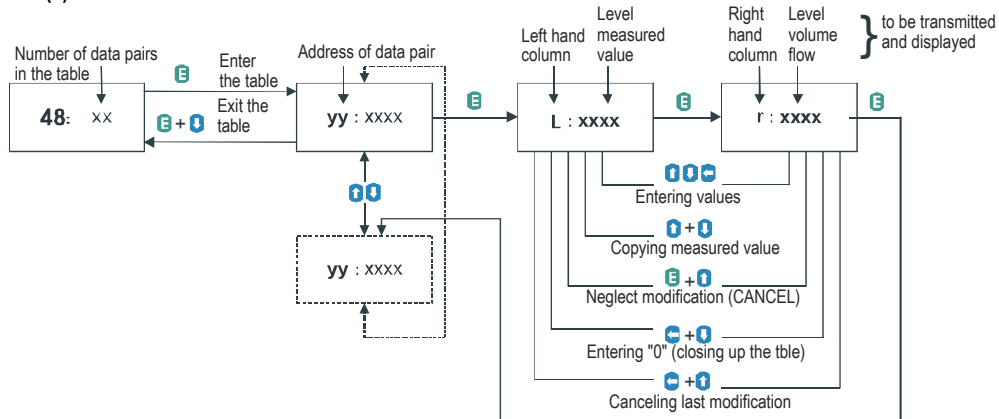 Number of data pairs
in the table
48: xx
E
Enter
the table
E + ⬇
Exit the
table
Address of data pair
yy : xxxx
⬆ ⬇
yy : xxxx
E
Left hand
column
Level
measured
value
L : xxxx
E
Right
hand
column
Level
volume
flow
r : xxxx
E
} to be transmitted
and displayed
⬆ ⬇ ⬅
Entering values
⬆ + ⬇
Copying measured value
E + ⬆
Neglect modification (CANCEL)
⬅ + ⬇
Entering "0" (closing up the tble)
⬅ + ⬆
Canceling last modification